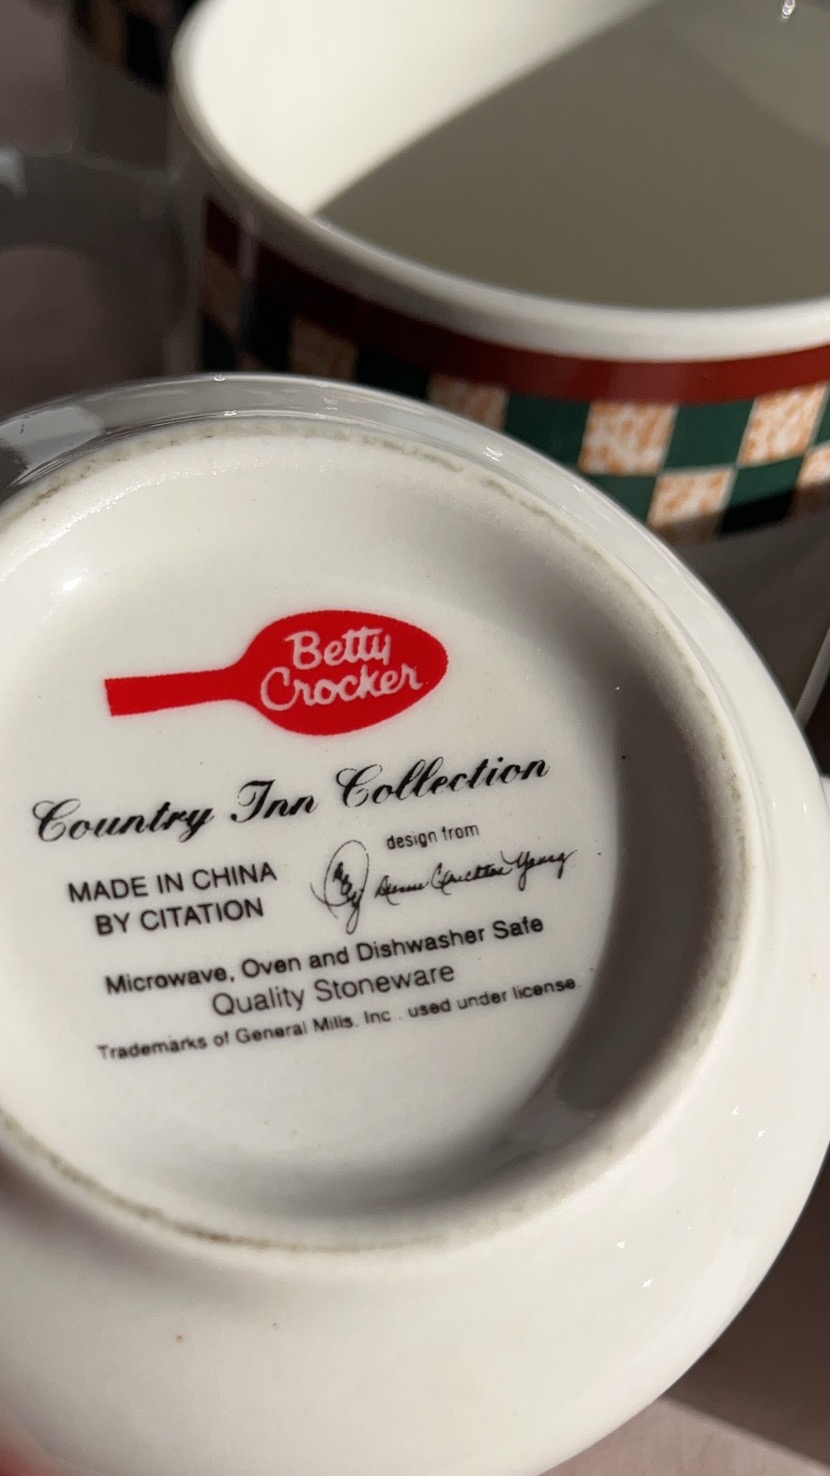 Betty
Crocker
Country Inn Collection
MADE IN CHINA
BY CITATION
design from
Young
Microwave, Oven and Dishwasher Safe
Quality Stoneware
Trademarks of General Mills, Inc., used under license.